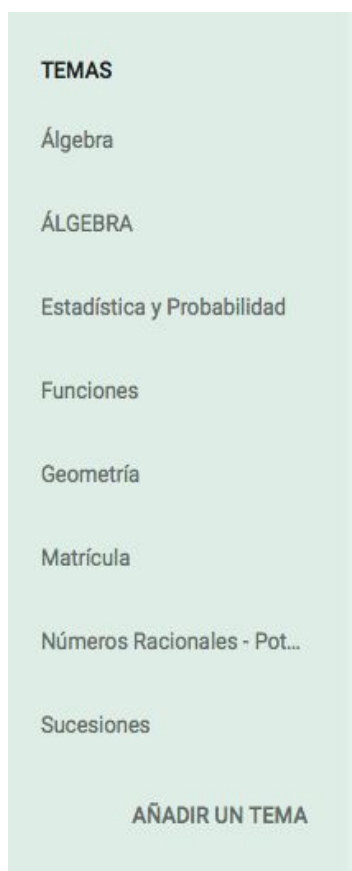 TEMAS
Álgebra
ÁLGEBRA
Estadística y Probabilidad
Funciones
Geometría
Matrícula
Números Racionales - Pot...
Sucesiones
AÑADIR UN TEMA